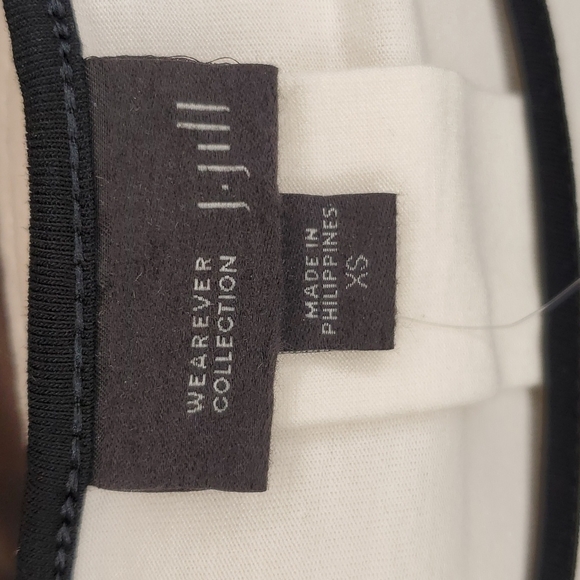 J.Jill
WEAREVER
COLLECTION
MADE IN
PHILIPPINES
XS